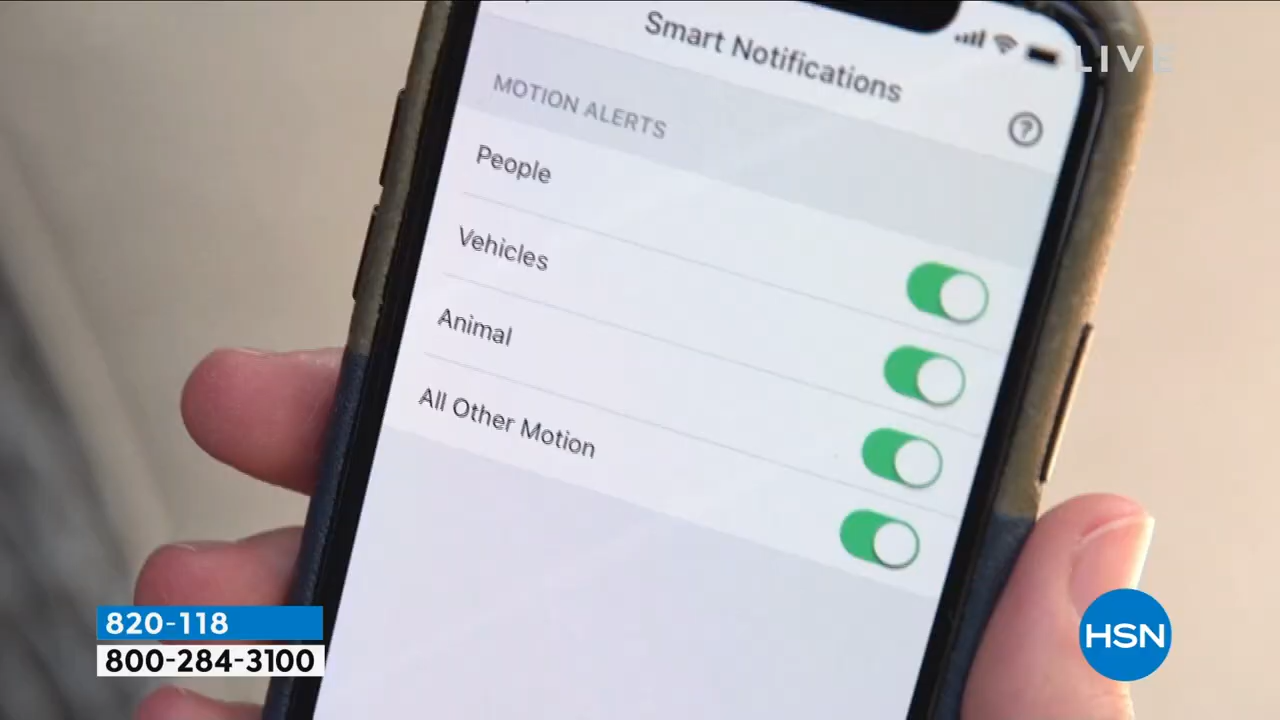 Smart Notifications
LIVE
MOTION ALERTS
People
Vehicles
Animal
All Other Motion
820-118
800-284-3100
HSN